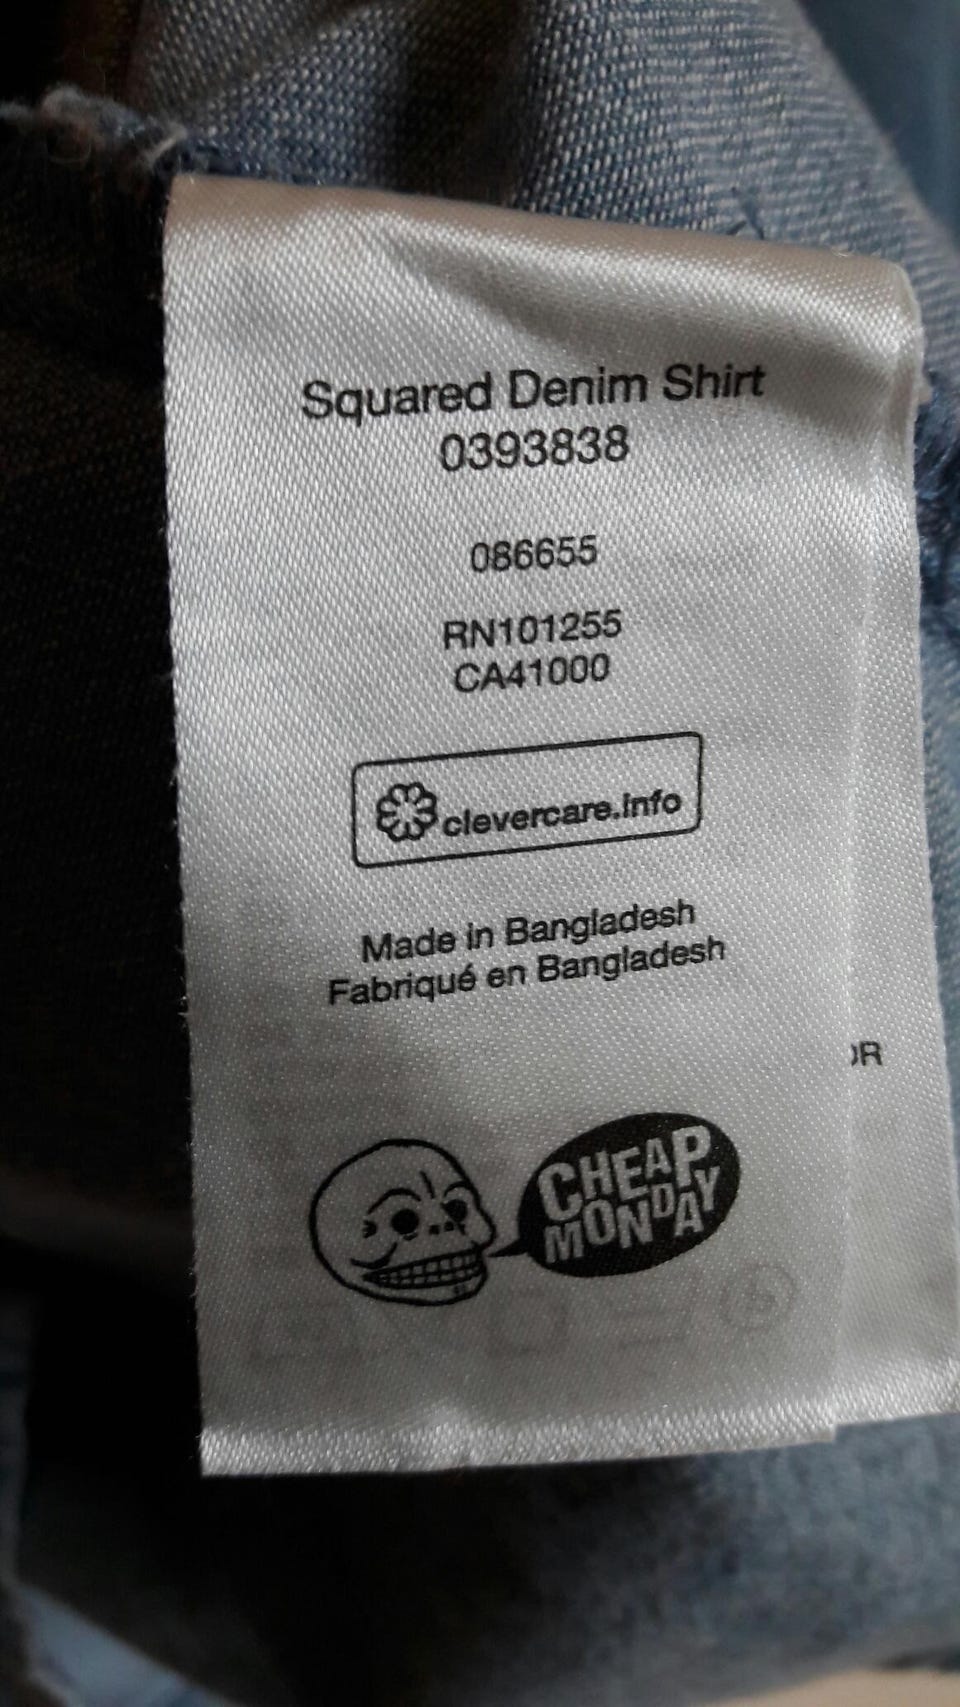 Squared Denim Shirt
0393838
086655
RN101255
CA41000
clevercare.info
Made in Bangladesh
Fabriqué en Bangladesh
CHEAP
MONDAY